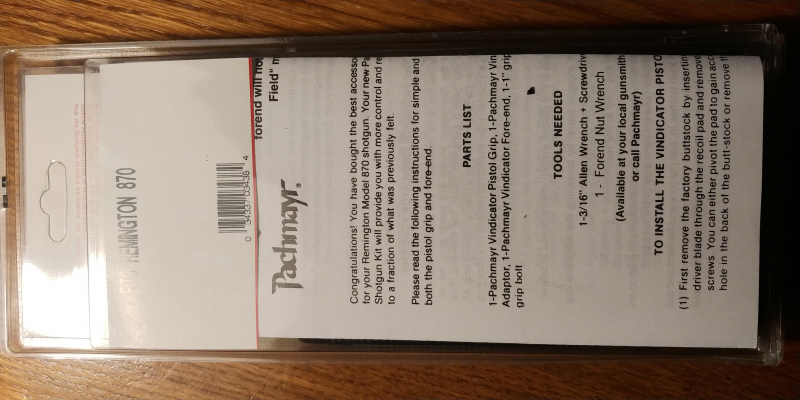 FITS REMINGTON 870
0 34337 03438 4
forend will no
Field" m
Pachmayr
Congratulations! You have bought the best accesso
for your Remington Model 870 shotgun. Your new Pa
Shotgun Kit will provide you with more control and re
to a fraction of what was previously felt.
Please read the following instructions for simple and
both the pistol grip and fore-end.
PARTS LIST
1-Pachmayr Vindicator Pistol Grip, 1-Pachmayr Vin
Adaptor, 1-Pachmayr Vindicator Fore-end, 1-1" grip
grip bolt
TOOLS NEEDED
1-3/16" Allen Wrench + Screwdriv
1 - Forend Nut Wrench
(Available at your local gunsmith
or call Pachmayr)
TO INSTALL THE VINDICATOR PISTO
(1) First remove the factory buttstock by insertin
driver blade through the recoil pad and remove
screws. You can either pivot the pad to gain acc
hole in the back of the butt-stock or remove t